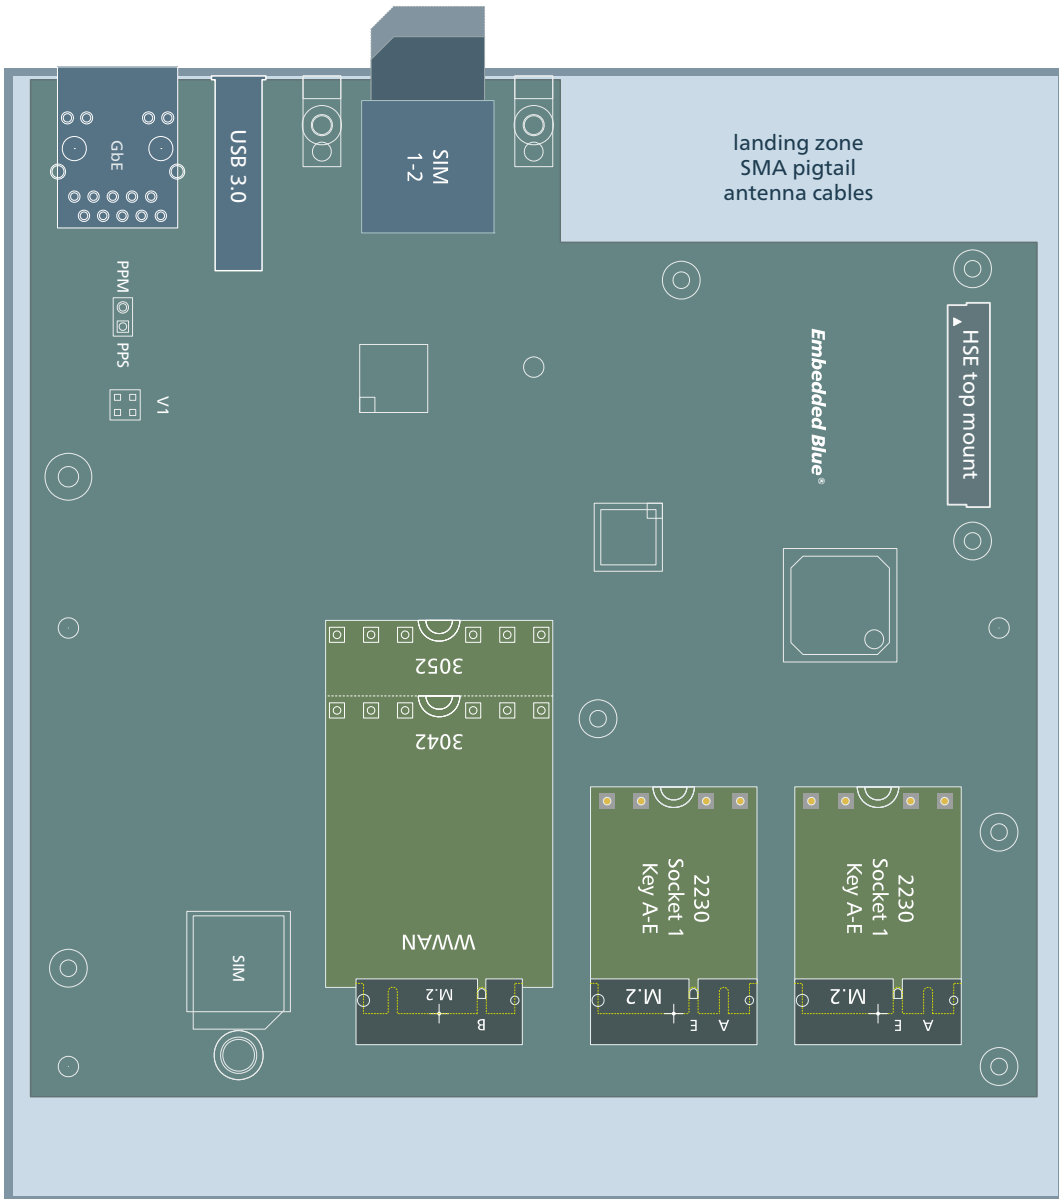 landing zone
SMA pigtail
antenna cables
GbE
USB 3.0
SIM
1-2
PPM
PPS
V1
Embedded Blue®
HSE top mount
3052
3042
WWAN
M.2
B
SIM
2230
Socket 1
Key A-E
M.2
E
A
2230
Socket 1
Key A-E
M.2
E
A